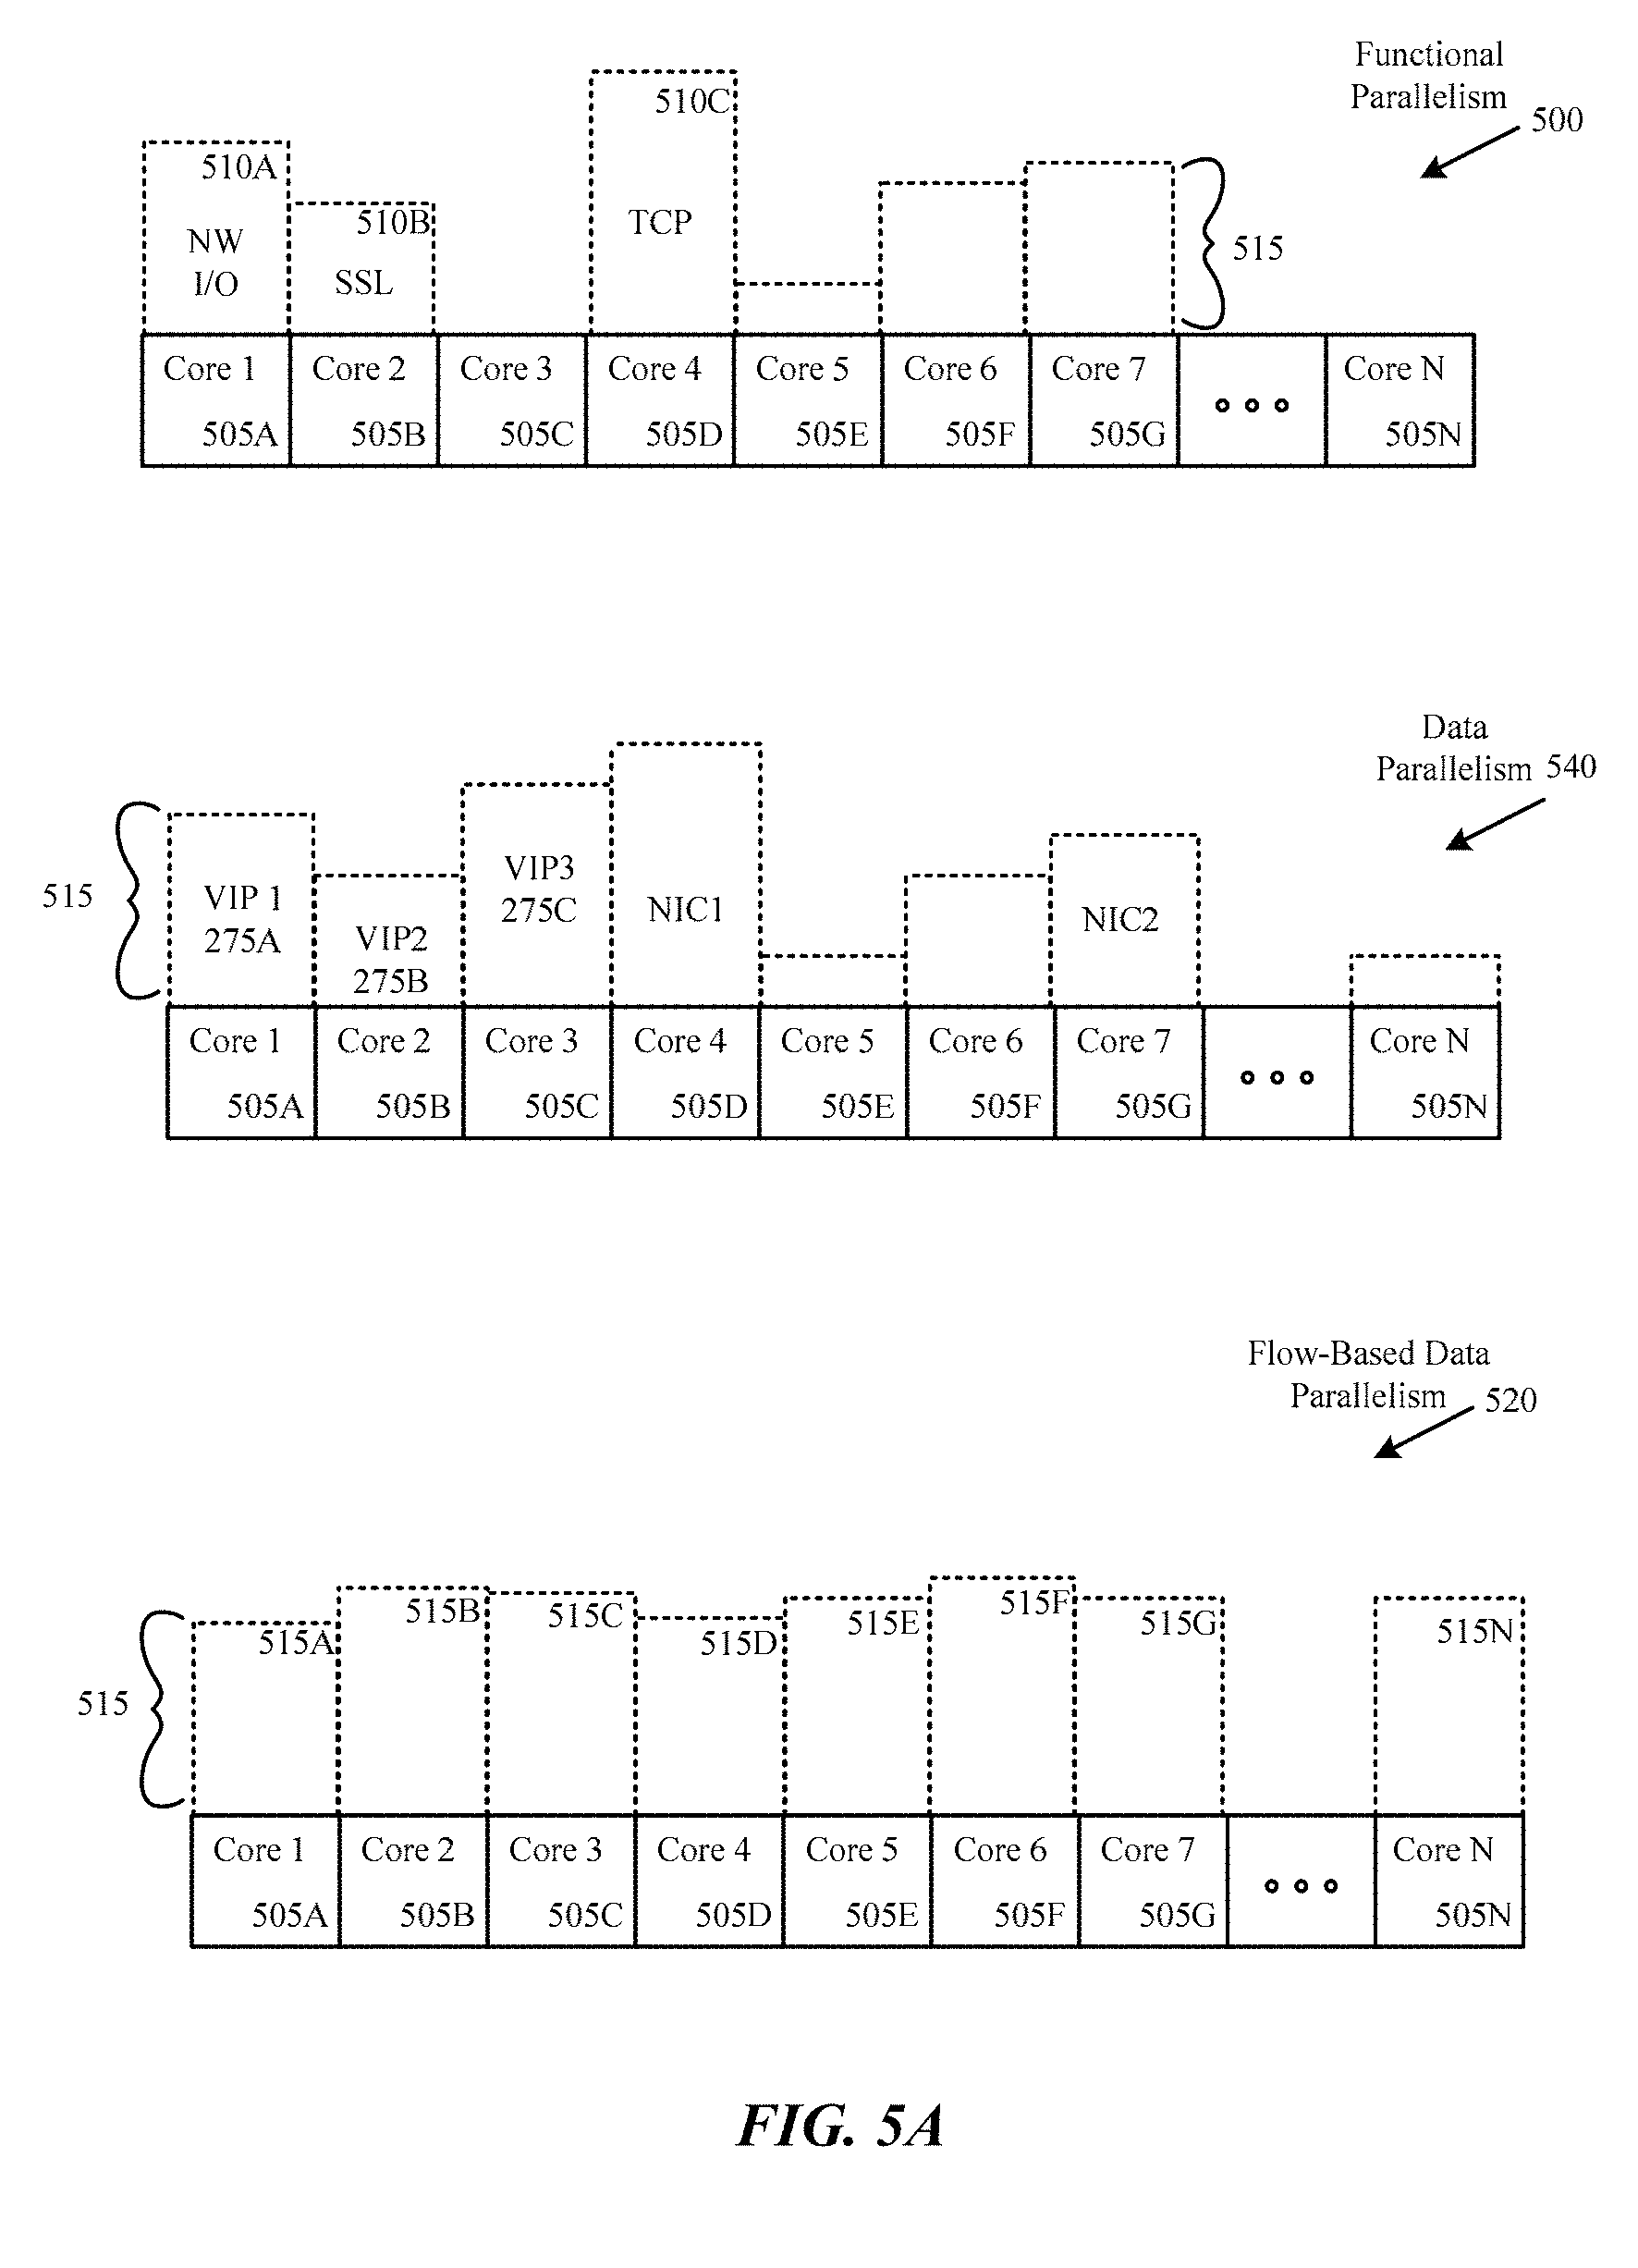 Functional
Parallelism
500
510A
NW
I/O
510B
SSL
510C
TCP
515
Core 1
505A
Core 2
505B
Core 3
505C
Core 4
505D
Core 5
505E
Core 6
505F
Core 7
505G
Core N
505N
Data
Parallelism 540
515
VIP 1
275A
VIP2
275B
VIP3
275C
NIC1
NIC2
Core 1
505A
Core 2
505B
Core 3
505C
Core 4
505D
Core 5
505E
Core 6
505F
Core 7
505G
Core N
505N
Flow-Based Data
Parallelism 520
515
515A
515B
515C
515D
515E
515F
515G
515N
Core 1
505A
Core 2
505B
Core 3
505C
Core 4
505D
Core 5
505E
Core 6
505F
Core 7
505G
Core N
505N
FIG. 5A